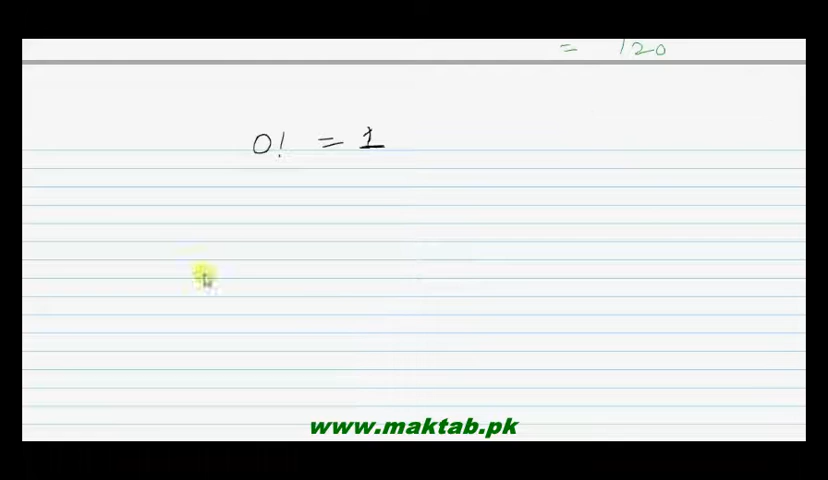 = 120
0! = 1
www.maktab.pk